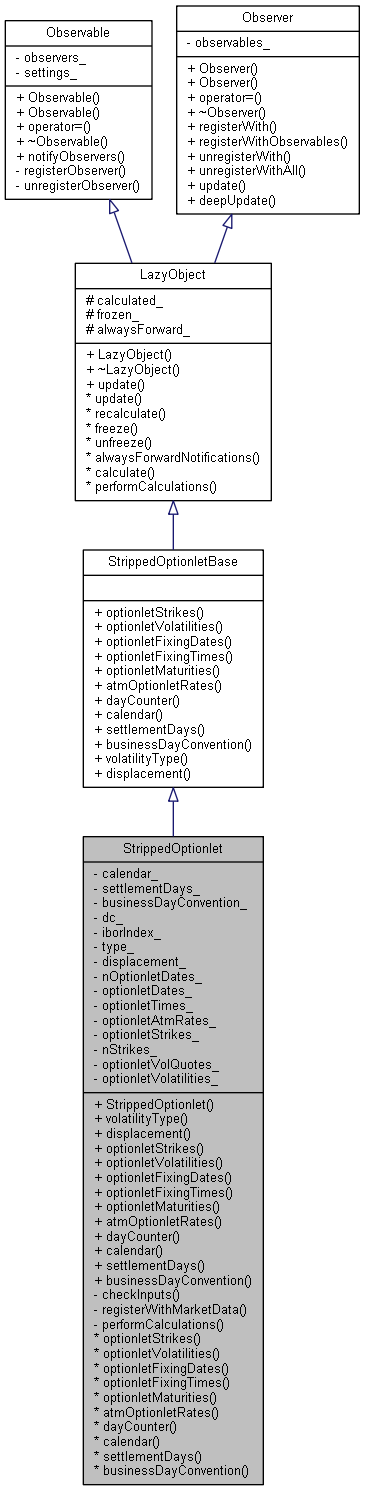 Observable
- observers_
- settings_
+ Observable()
+ Observable()
+ operator=()
+ ~Observable()
+ notifyObservers()
- registerObserver()
- unregisterObserver()
Observer
- observables_
+ Observer()
+ Observer()
+ operator=()
+ ~Observer()
+ registerWith()
+ registerWithObservables()
+ unregisterWith()
+ unregisterWithAll()
+ update()
+ deepUpdate()
LazyObject
# calculated_
# frozen_
# alwaysForward_
+ LazyObject()
+ ~LazyObject()
+ update()
* update()
* recalculate()
* freeze()
* unfreeze()
* alwaysForwardNotifications()
* calculate()
* performCalculations()
StrippedOptionletBase
+ optionletStrikes()
+ optionletVolatilities()
+ optionletFixingDates()
+ optionletFixingTimes()
+ optionletMaturities()
+ atmOptionletRates()
+ dayCounter()
+ calendar()
+ settlementDays()
+ businessDayConvention()
+ volatilityType()
+ displacement()
StrippedOptionlet
- calendar_
- settlementDays_
- businessDayConvention_
- dc_
- iborIndex_
- type_
- displacement_
- nOptionletDates_
- optionletDates_
- optionletTimes_
- optionletAtmRates_
- optionletStrikes_
- nStrikes_
- optionletVolQuotes_
- optionletVolatilities_
+ StrippedOptionlet()
+ volatilityType()
+ displacement()
+ optionletStrikes()
+ optionletVolatilities()
+ optionletFixingDates()
+ optionletFixingTimes()
+ optionletMaturities()
+ atmOptionletRates()
+ dayCounter()
+ calendar()
+ settlementDays()
+ businessDayConvention()
- checkInputs()
- registerWithMarketData()
- performCalculations()
* optionletStrikes()
* optionletVolatilities()
* optionletFixingDates()
* optionletFixingTimes()
* optionletMaturities()
* atmOptionletRates()
* dayCounter()
* calendar()
* settlementDays()
* businessDayConvention()